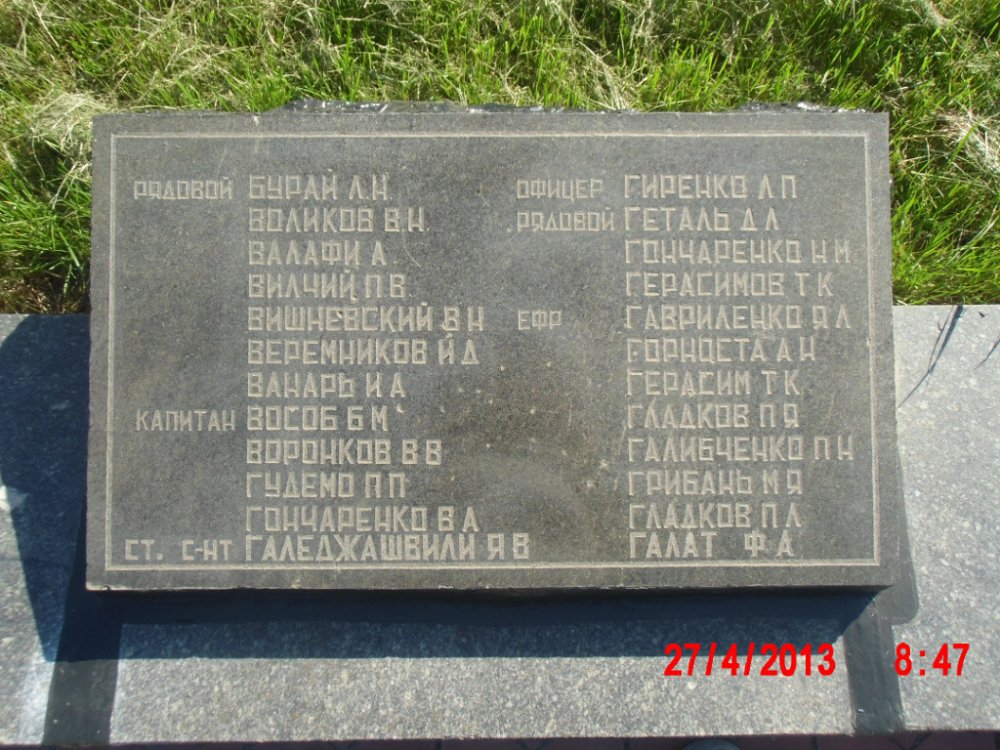 РЯДОВОЙ БУРАЙ Л.Н.
ВОЛИКОВ В.Н.
ВАЛАФИ А.
ВИЛЧИЙ П.В.
ВИШНЕВСКИЙ В Н
ВЕРЕМНИКОВ И Д
ВАНАРЬ И А
КАПИТАН ВОСОБ Б М
ВОРОНКОВ В В
ГУДЕМО П П
ГОНЧАРЕНКО В А
СТ. С-НТ ГАЛЕДЖАШВИЛИ Я В
ОФИЦЕР ГИРЕНКО Л П
РЯДОВОЙ ГЕТАЛЬ Д Л
ГОНЧАРЕНКО Н М
ГЕРАСИМОВ Т К
ЕФР ГАВРИЛЕНКО Я Л
ГОРНОСТА А Н
ГЕРАСИМ Т К
ГЛАДКОВ П Я
ГАЛИБЧЕНКО П Н
ГРИБАНЬ М Я
ГЛАДКОВ П Л
ГАЛАТ Ф А
27/4/2013 8:47